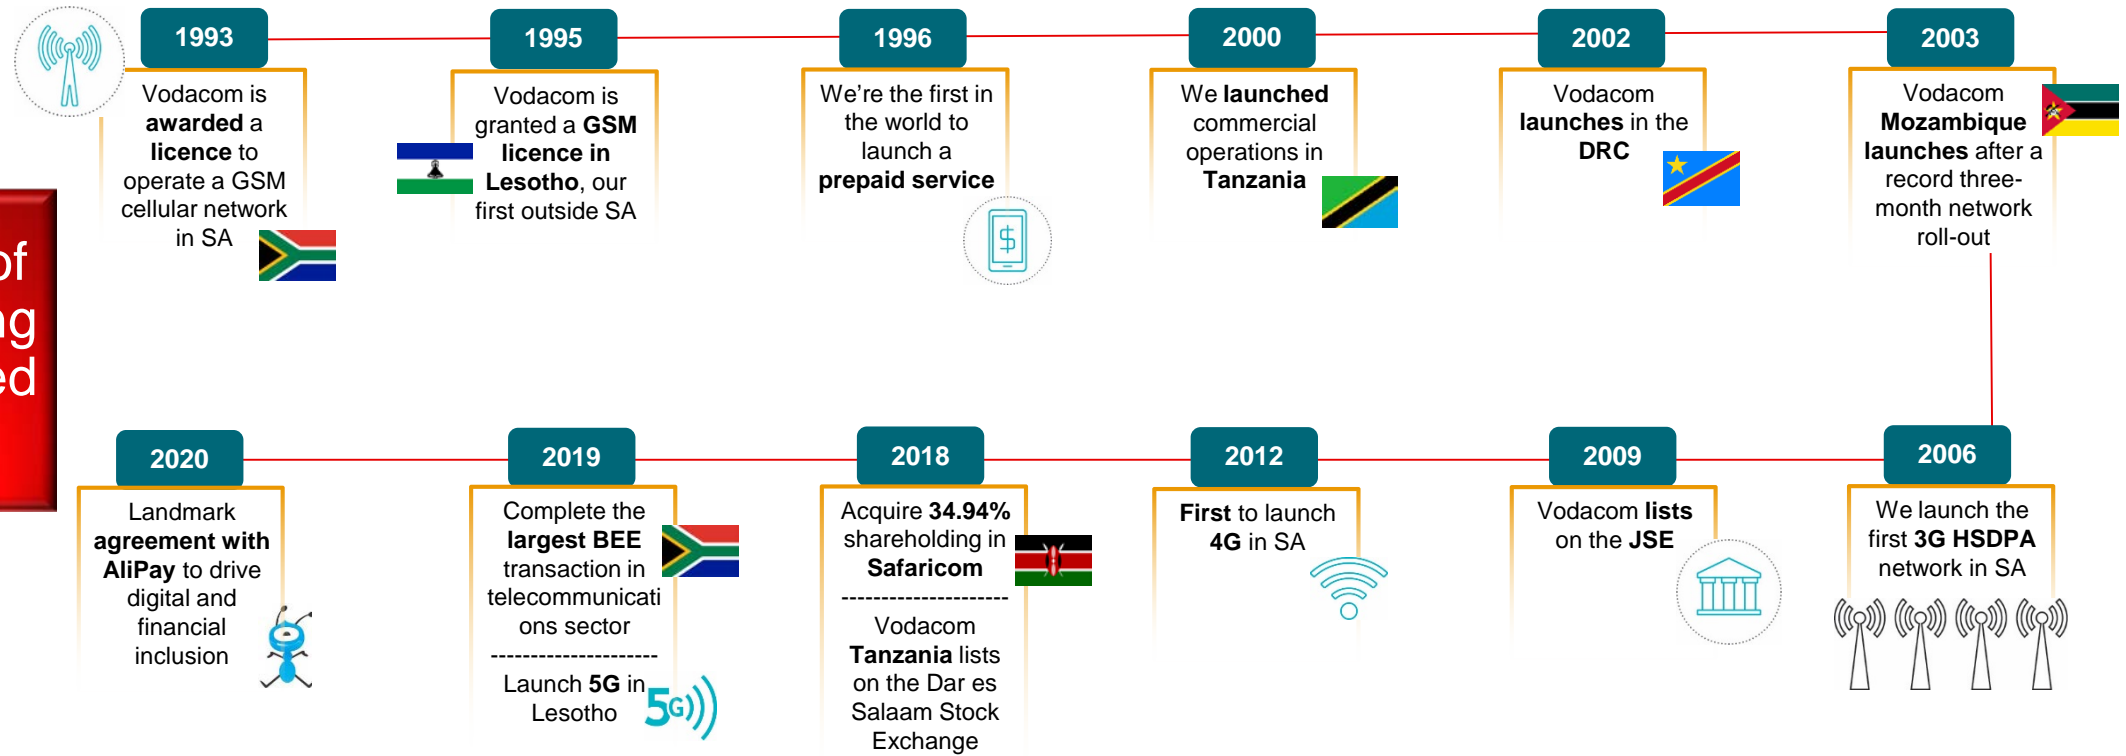 1993
Vodacom is
awarded a
licence to
operate a GSM
cellular network
in SA
1995
Vodacom is
granted a GSM
licence in
Lesotho, our
first outside SA
1996
We're the first in
the world to
launch a
prepaid service
2000
We launched
commercial
operations in
Tanzania
2002
Vodacom
launches in the
DRC
2003
Vodacom
Mozambique
launches after a
record three-
month network
roll-out
of
ng
ed
2020
Landmark
agreement with
AliPay to drive
digital and
financial
inclusion
2019
Complete the
largest BEE
transaction in
telecommunicati
ons sector
---------------------
Launch 5G in
Lesotho
5G
2018
Acquire 34.94%
shareholding in
Safaricom
---------------------
Vodacom
Tanzania lists
on the Dar es
Salaam Stock
Exchange
2012
First to launch
4G in SA
2009
Vodacom lists
on the JSE
2006
We launch the
first 3G HSDPA
network in SA